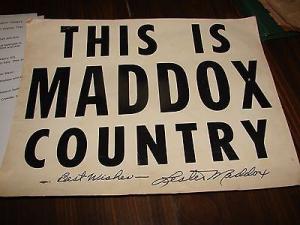 THIS IS
MADDOX
COUNTRY
- Best Wishes - Lester Maddox